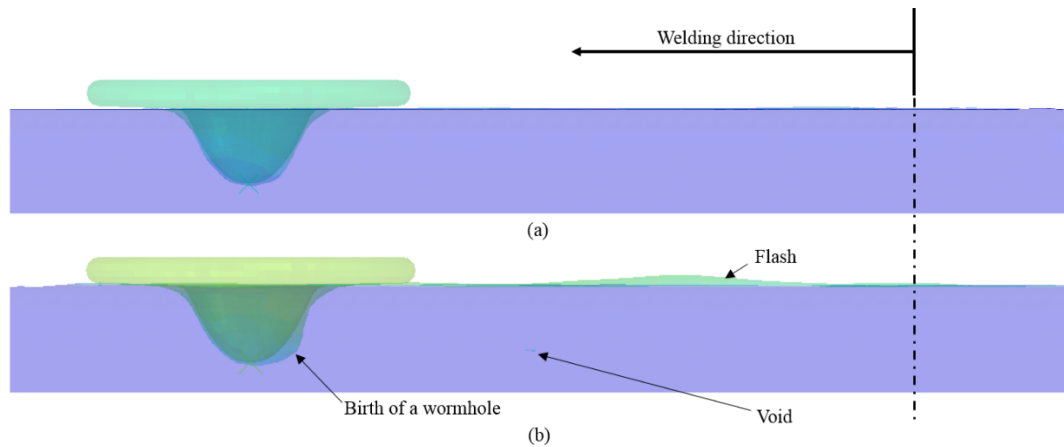 Welding direction
(a)
Flash
Birth of a wormhole
Void
(b)